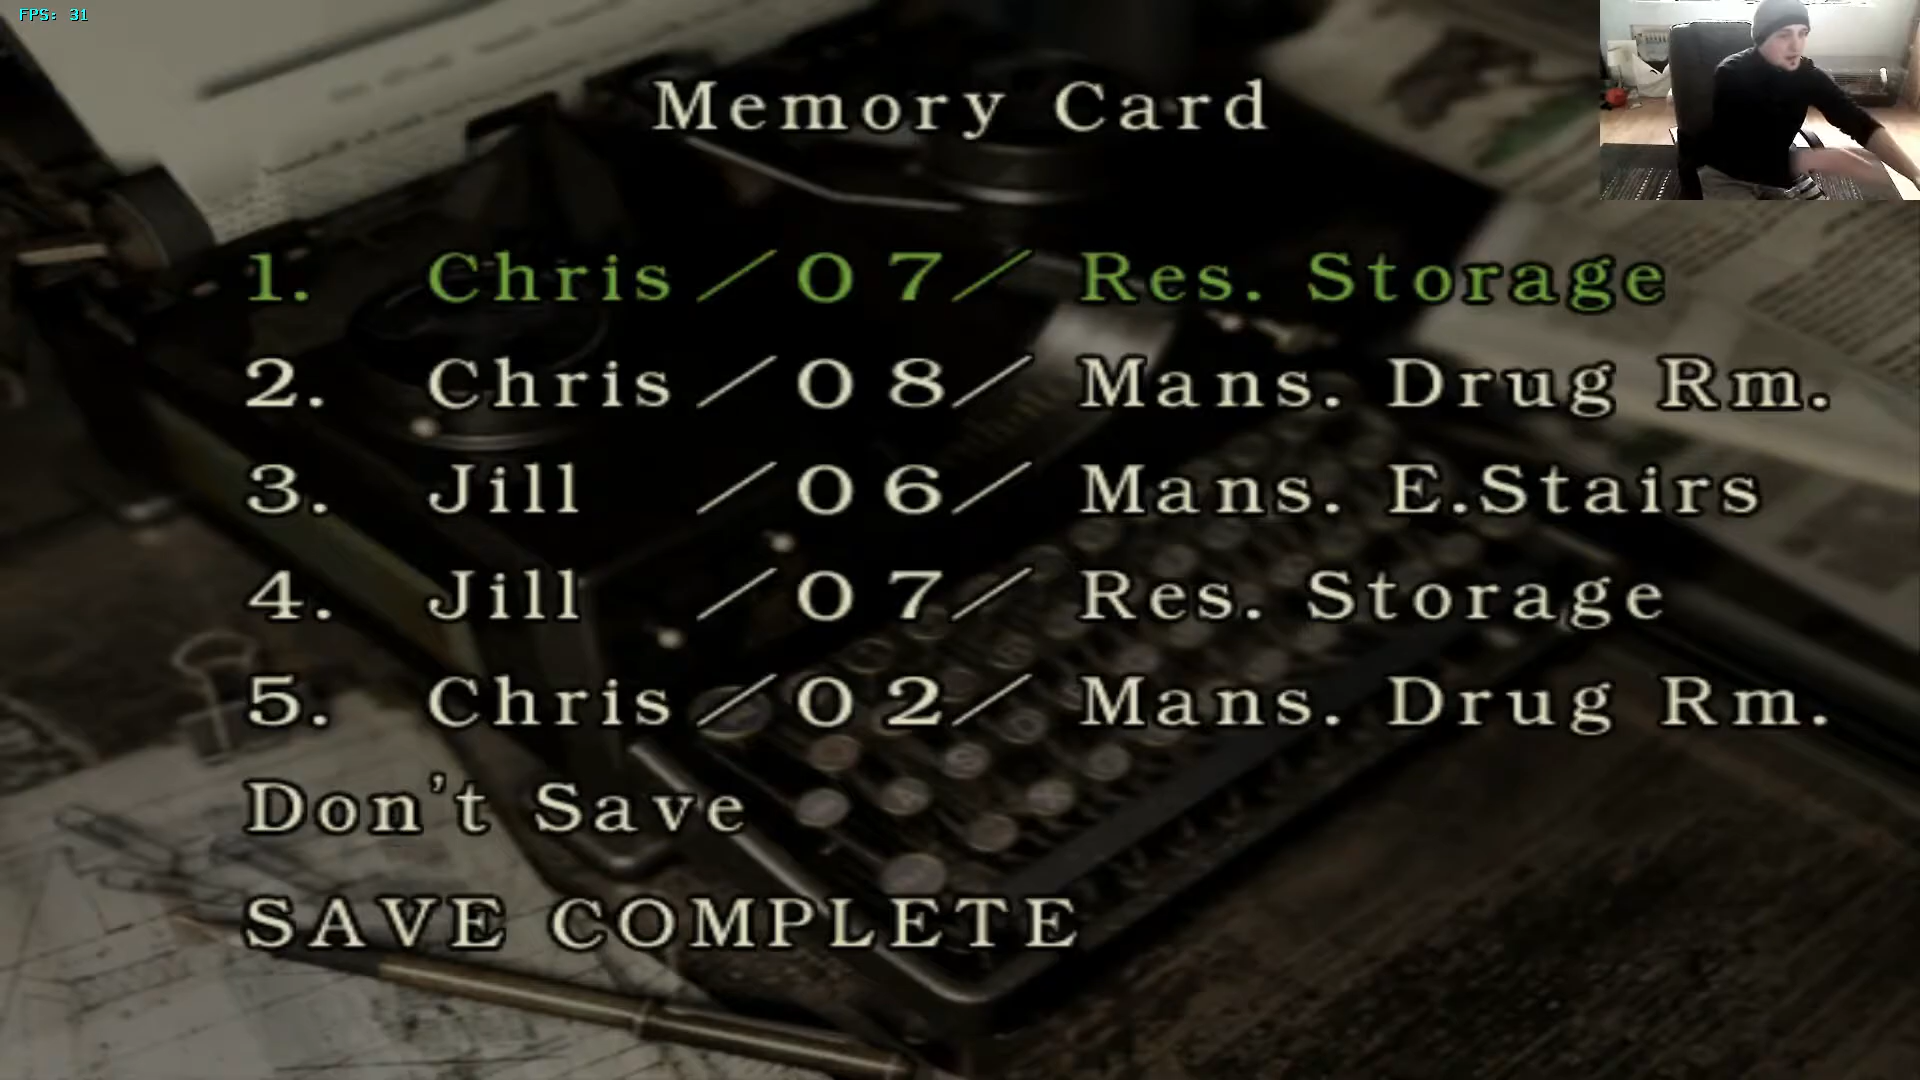 FPS: 31
Memory Card
1. Chris／07／ Res. Storage
2. Chris／08／ Mans. Drug Rm.
3. Jill ／06／ Mans. E.Stairs
4. Jill ／07／ Res. Storage
5. Chris／02／ Mans. Drug Rm.
Don't Save
SAVE COMPLETE